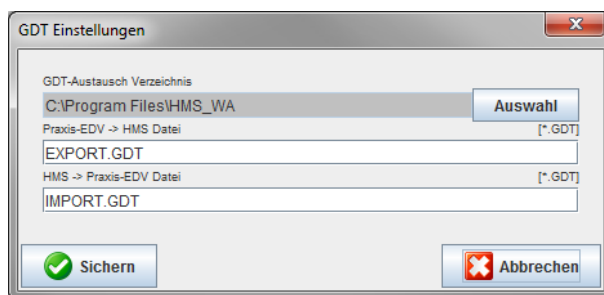 GDT Einstellungen
GDT-Austausch Verzeichnis
C:\Program Files\HMS_WA Auswahl
Praxis-EDV -> HMS Datei [*.GDT]
EXPORT.GDT
HMS -> Praxis-EDV Datei [*.GDT]
IMPORT.GDT
Sichern Abbrechen